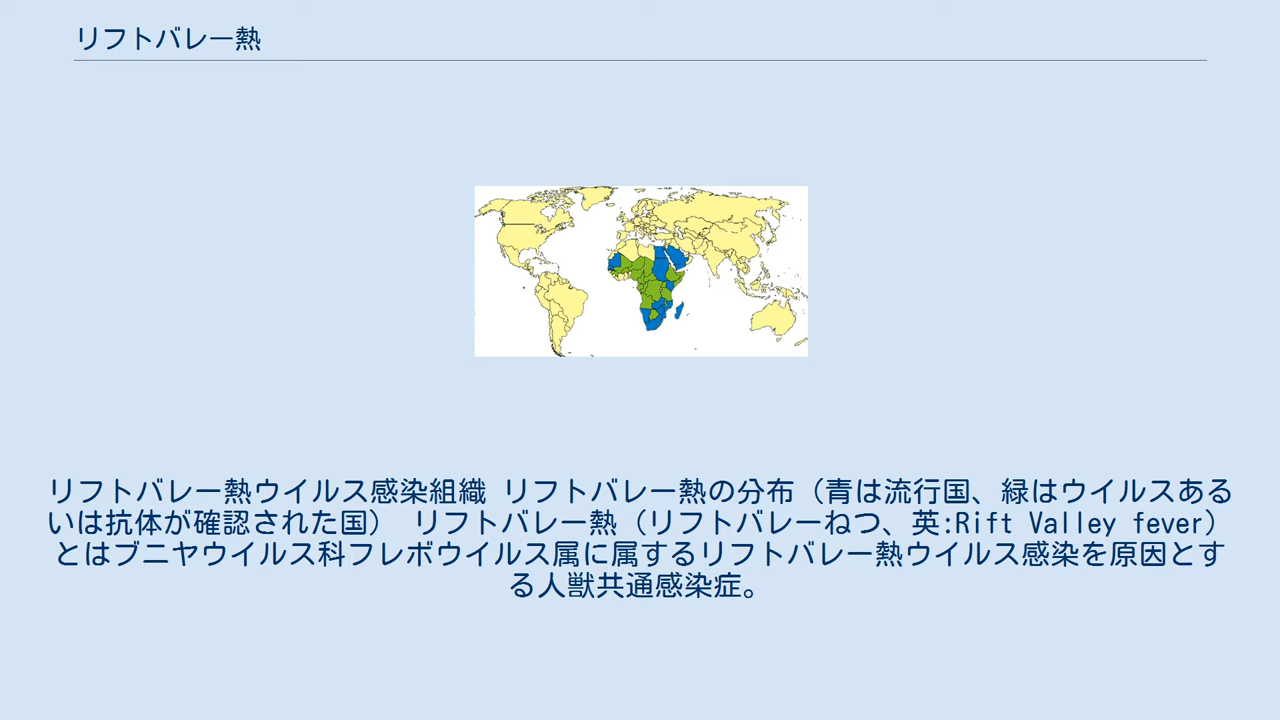 リフトバレー熱
リフトバレー熱ウイルス感染組織 リフトバレー熱の分布（青は流行国、緑はウイルスある
いは抗体が確認された国） リフトバレー熱（リフトバレーねつ、英:Rift Valley fever）
とはブニヤウイルス科フレボウイルス属に属するリフトバレー熱ウイルス感染を原因とす
る人獣共通感染症。